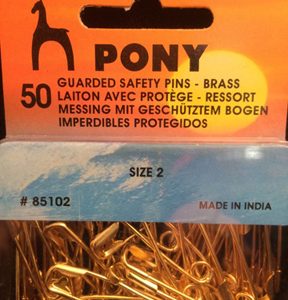 PONY
50 GUARDED SAFETY PINS - BRASS
LAITON AVEC PROTÈGE - RESSORT
MESSING MIT GESCHÜTZTEM BOGEN
IMPERDIBLES PROTEGIDOS
SIZE 2
# 85102 MADE IN INDIA